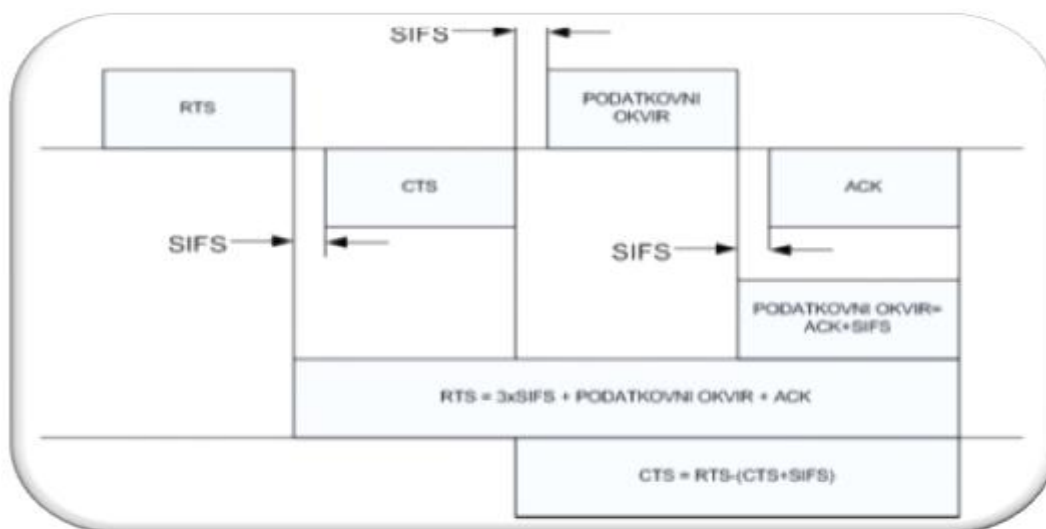 SIFS
RTS
PODATKOVNI
OKVIR
CTS
ACK
SIFS
SIFS
PODATKOVNI OKVIR=
ACK+SIFS
RTS = 3xSIFS + PODATKOVNI OKVIR + ACK
CTS = RTS-(CTS+SIFS)